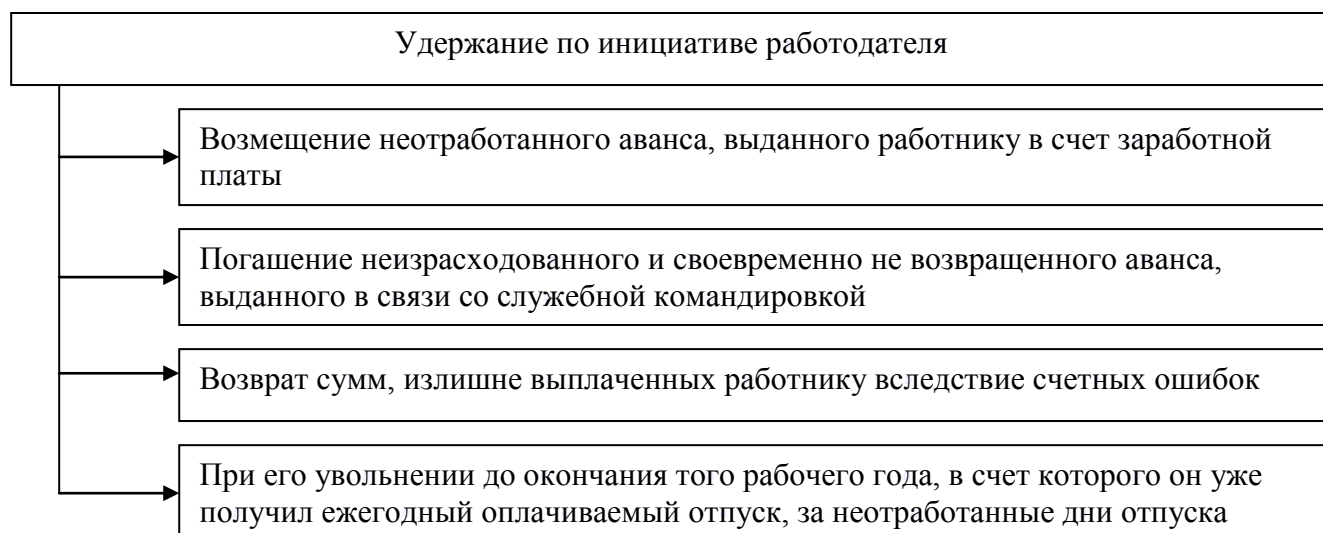 Удержание по инициативе работодателя
Возмещение неотработанного аванса, выданного работнику в счет заработной
платы
Погашение неизрасходованного и своевременно не возвращенного аванса,
выданного в связи со служебной командировкой
Возврат сумм, излишне выплаченных работнику вследствие счетных ошибок
При его увольнении до окончания того рабочего года, в счет которого он уже
получил ежегодный оплачиваемый отпуск, за неотработанные дни отпуска